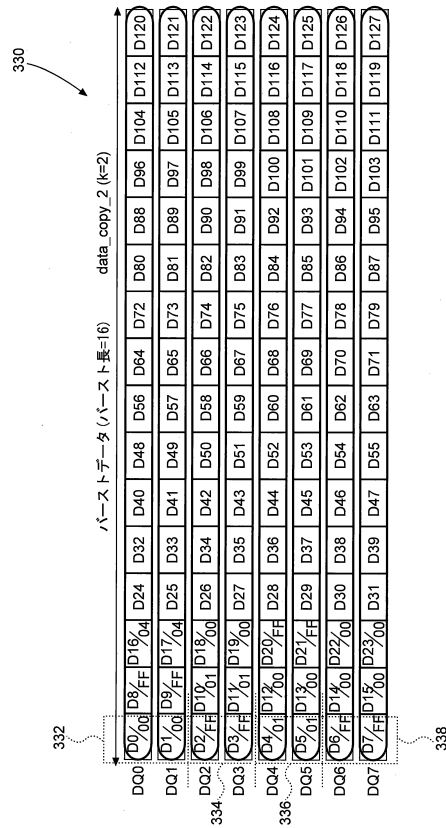 330
バーストデータ (バースト長=16) data_copy_2 (k=2)
332
DQ0 D0/00 D8/FF D16/04 D24 D32 D40 D48 D56 D64 D72 D80 D88 D96 D104 D112 D120
DQ1 D1/00 D9/FF D17/04 D25 D33 D41 D49 D57 D65 D73 D81 D89 D97 D105 D113 D121
DQ2 D2/FF D10/01 D18/00 D26 D34 D42 D50 D58 D66 D74 D82 D90 D98 D106 D114 D122
DQ3 D3/FF D11/01 D19/00 D27 D35 D43 D51 D59 D67 D75 D83 D91 D99 D107 D115 D123
334
DQ4 D4/01 D12/00 D20/FF D28 D36 D44 D52 D60 D68 D76 D84 D92 D100 D108 D116 D124
DQ5 D5/01 D13/00 D21/FF D29 D37 D45 D53 D61 D69 D77 D85 D93 D101 D109 D117 D125
336
DQ6 D6/FF D14/00 D22/00 D30 D38 D46 D54 D62 D70 D78 D86 D94 D102 D110 D118 D126
DQ7 D7/FF D15/00 D23/00 D31 D39 D47 D55 D63 D71 D79 D87 D95 D103 D111 D119 D127
338